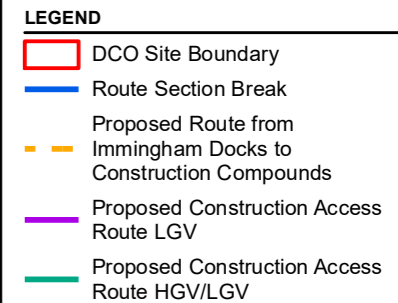 LEGEND
DCO Site Boundary
Route Section Break
Proposed Route from
Immingham Docks to
Construction Compounds
Proposed Construction Access
Route LGV
Proposed Construction Access
Route HGV/LGV